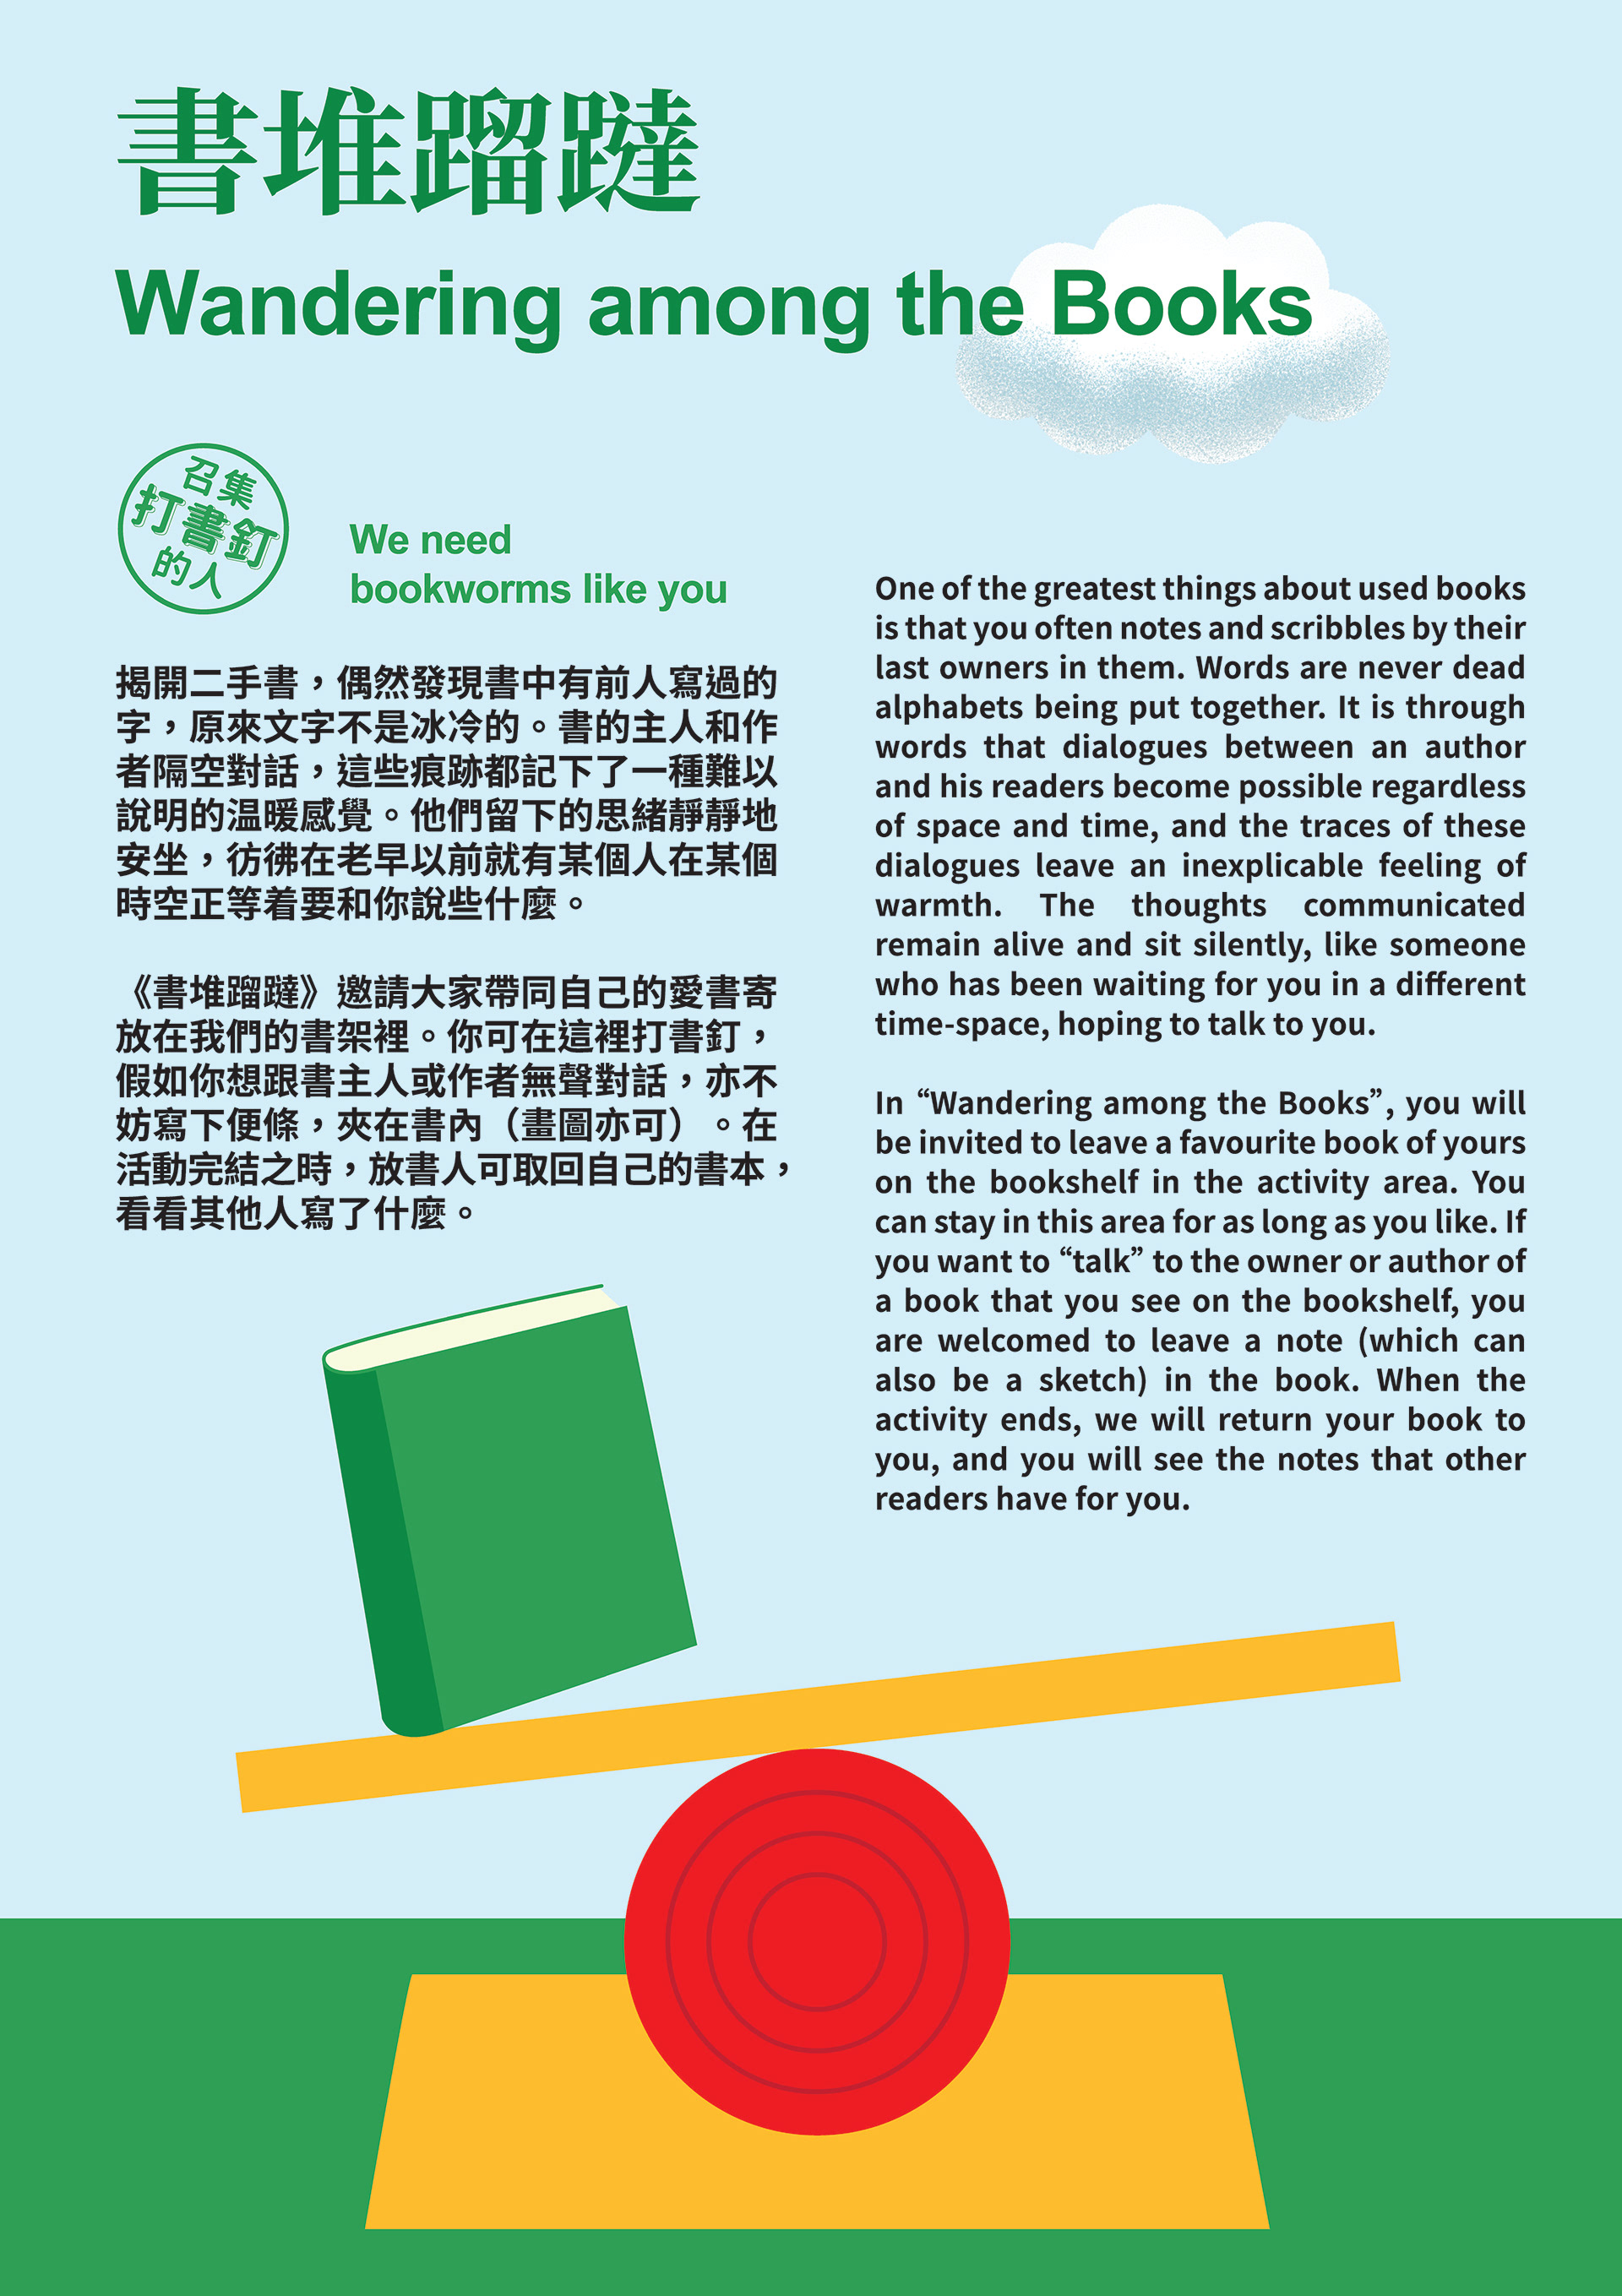 書堆蹓躂
Wandering among the Books
召集
打書釘
的人
We need
bookworms like you
揭開二手書，偶然發現書中有前人寫過的
字，原來文字不是冰冷的。書的主人和作
者隔空對話，這些痕跡都記下了一種難以
說明的温暖感覺。他們留下的思緒靜靜地
安坐，彷彿在老早以前就有某個人在某個
時空正等着要和你說些什麼。
《書堆蹓躂》邀請大家帶同自己的愛書寄
放在我們的書架裡。你可在這裡打書釘，
假如你想跟書主人或作者無聲對話，亦不
妨寫下便條，夾在書內（畫圖亦可）。在
活動完結之時，放書人可取回自己的書本，
看看其他人寫了什麼。
One of the greatest things about used books
is that you often notes and scribbles by their
last owners in them. Words are never dead
alphabets being put together. It is through
words that dialogues between an author
and his readers become possible regardless
of space and time, and the traces of these
dialogues leave an inexplicable feeling of
warmth. The thoughts communicated
remain alive and sit silently, like someone
who has been waiting for you in a different
time-space, hoping to talk to you.
In “Wandering among the Books”, you will
be invited to leave a favourite book of yours
on the bookshelf in the activity area. You
can stay in this area for as long as you like. If
you want to “talk” to the owner or author of
a book that you see on the bookshelf, you
are welcomed to leave a note (which can
also be a sketch) in the book. When the
activity ends, we will return your book to
you, and you will see the notes that other
readers have for you.